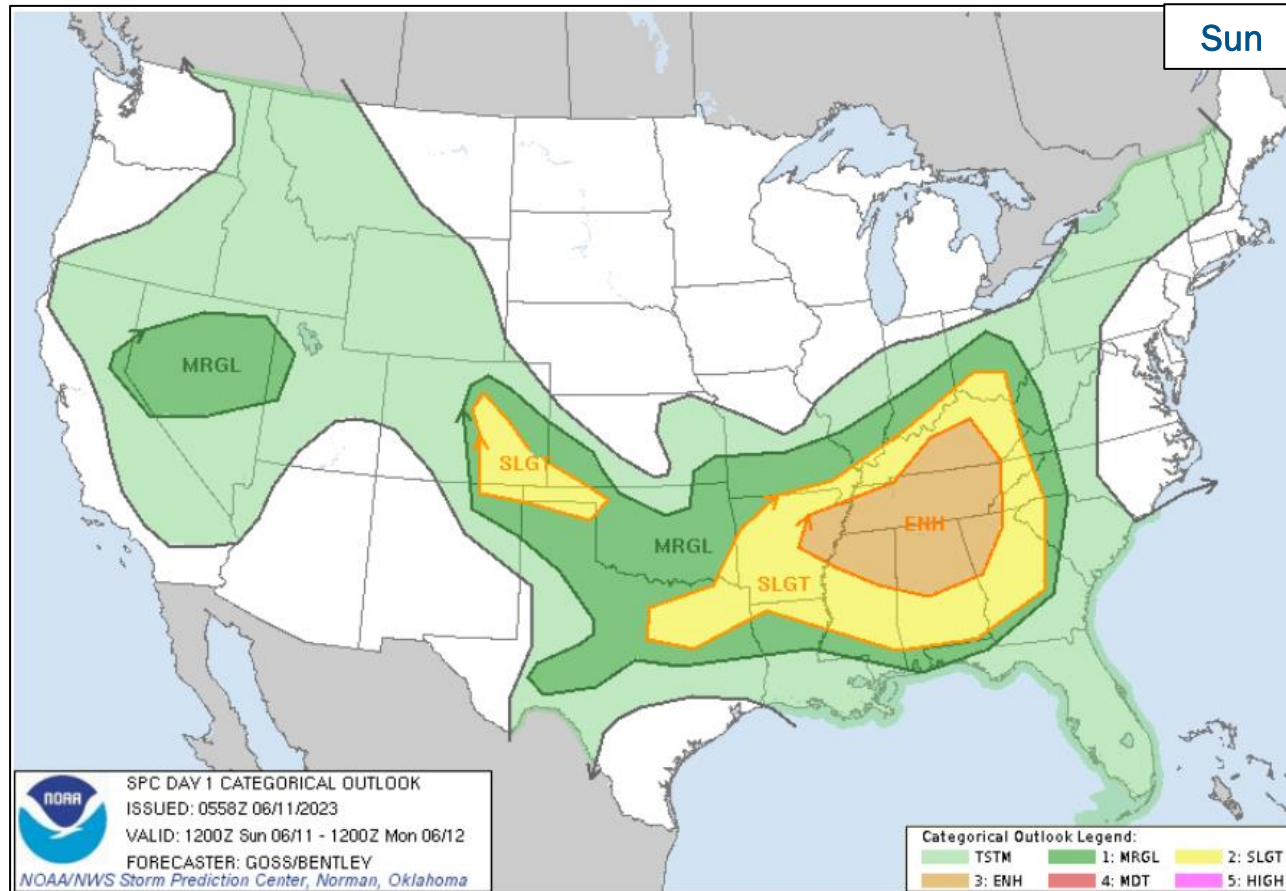 Sun
MRGL
SLGT
MRGL
ENH
SLGT
SPC DAY 1 CATEGORICAL OUTLOOK
ISSUED: 0558Z 06/11/2023
VALID: 1200Z Sun 06/11 - 1200Z Mon 06/12
FORECASTER: GOSS/BENTLEY
NOAA/NWS Storm Prediction Center, Norman, Oklahoma
NOAA
Categorical Outlook Legend:
TSTM 1: MRGL 2: SLGT
3: ENH 4: MDT 5: HIGH